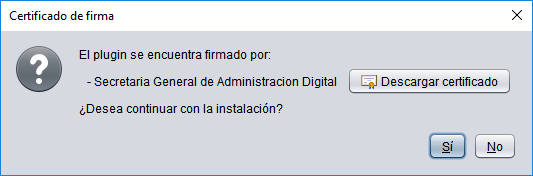 Certificado de firma
El plugin se encuentra firmado por:
- Secretaria General de Administracion Digital Descargar certificado
¿Desea continuar con la instalación?
Sí No